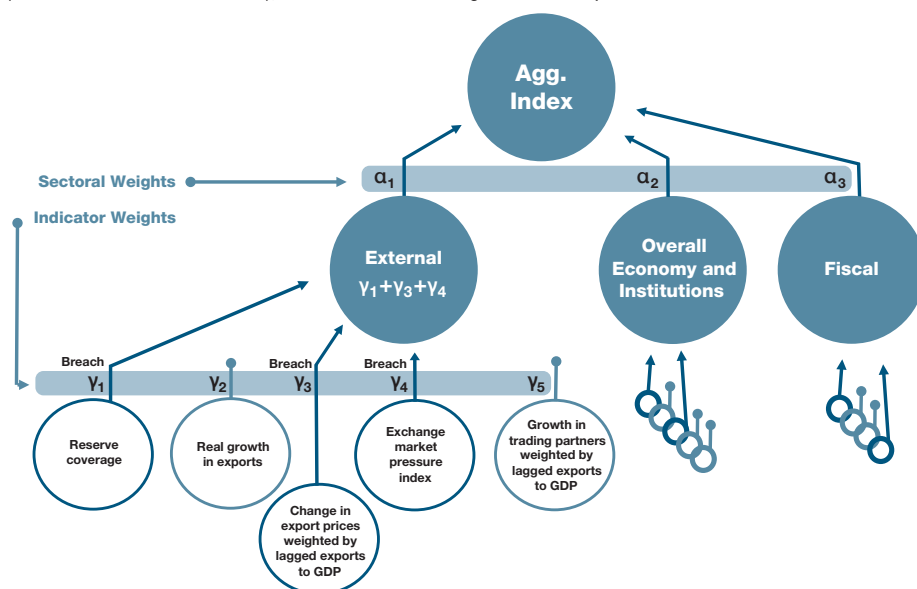 Agg.
Index
Sectoral Weights
α1
α2
α3
Indicator Weights
External
γ1+γ3+γ4
Overall
Economy and
Institutions
Fiscal
Breach
Breach
Breach
γ1
γ2
γ3
γ4
γ5
Reserve
coverage
Real growth
in exports
Change in
export prices
weighted by
lagged exports
to GDP
Exchange
market
pressure
index
Growth in
trading partners
weighted by
lagged exports
to GDP